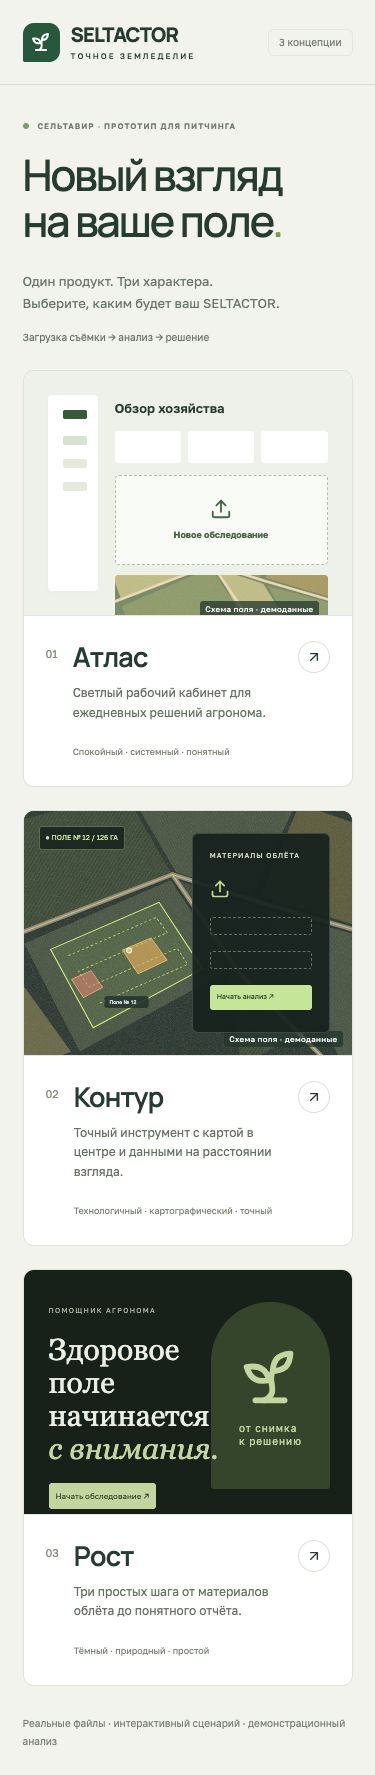 SELTACTOR
ТОЧНОЕ ЗЕМЛЕДЕЛИЕ
3 концепции
СЕЛЬТАВИР · ПРОТОТИП ДЛЯ ПИТЧИНГА
Новый взгляд
на ваше поле.
Один продукт. Три характера.
Выберите, каким будет ваш SELTACTOR.
Загрузка съёмки → анализ → решение
Обзор хозяйства
Новое обследование
Схема поля · демоданные
01
Атлас
Светлый рабочий кабинет для
ежедневных решений агронома.
Спокойный · системный · понятный
ПОЛЕ № 12 / 126 ГА
МАТЕРИАЛЫ ОБЛЁТА
Поле № 12
Начать анализ ↗
Схема поля · демоданные
02
Контур
Точный инструмент с картой в
центре и данными на расстоянии
взгляда.
Технологичный · картографический · точный
ПОМОЩНИК АГРОНОМА
Здоровое
поле
начинается
с внимания.
от снимка
к решению
Начать обследование ↗
03
Рост
Три простых шага от материалов
облёта до понятного отчёта.
Тёмный · природный · простой
Реальные файлы · интерактивный сценарий · демонстрационный
анализ